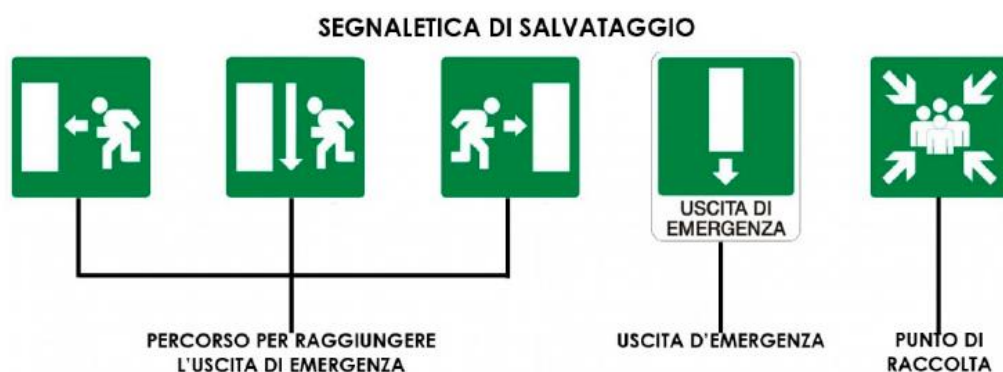 SEGNALETICA DI SALVATAGGIO
USCITA DI
EMERGENZA
PERCORSO PER RAGGIUNGERE
L'USCITA DI EMERGENZA
USCITA D'EMERGENZA
PUNTO DI
RACCOLTA